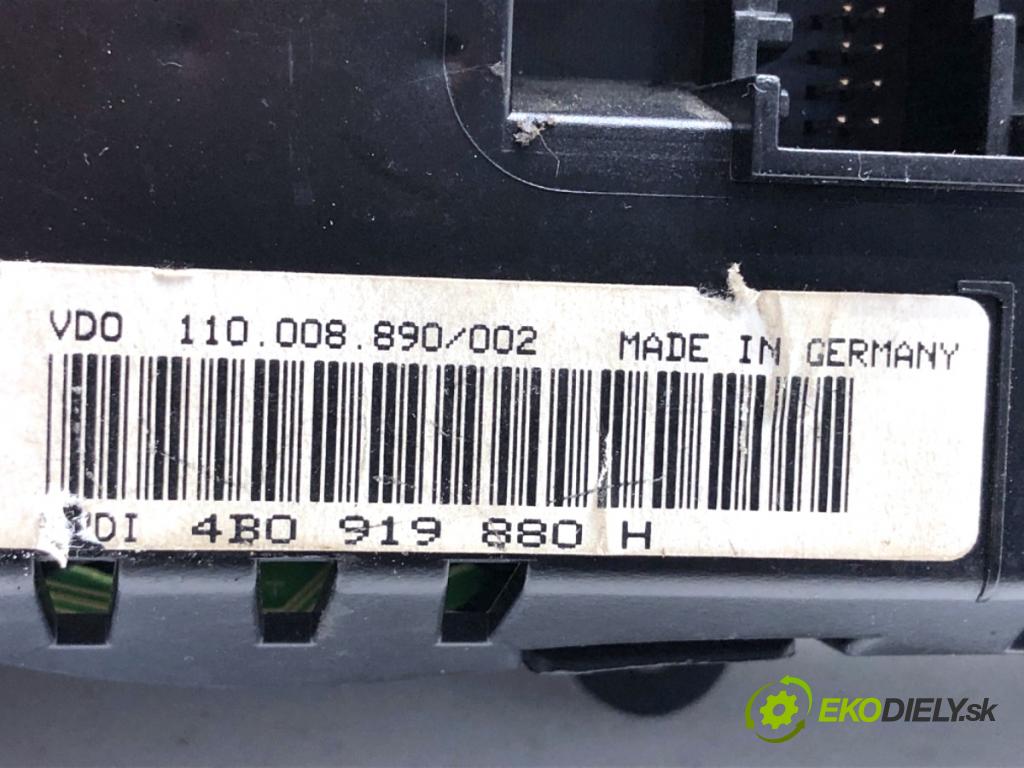 VDO 110.008.890/002 MADE IN GERMANY
4B0 919 880 H
EKODIELY.sk